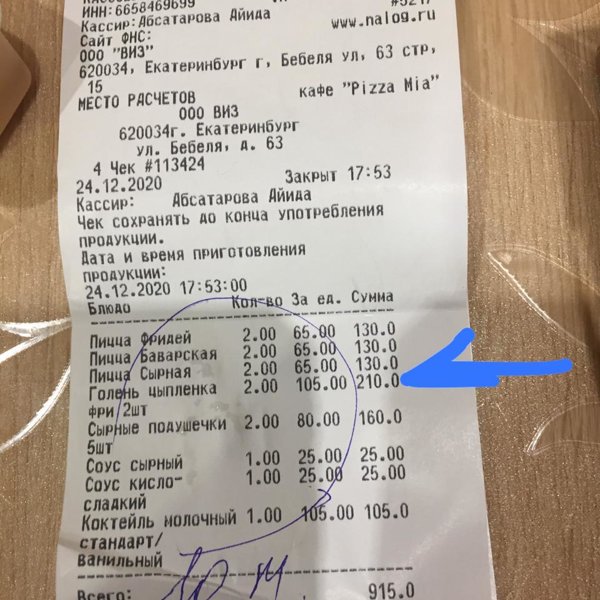 ИНН:6658469699
Кассир:Абсатарова Айида
Сайт ФНС: www.nalog.ru
ООО "ВИЗ"
620034, Екатеринбург г, Бебеля ул, 63 стр,
15
МЕСТО РАСЧЕТОВ кафе "Pizza Mia"
ООО ВИЗ
620034г. Екатеринбург
ул. Бебеля, д. 63
4 Чек #113424
24.12.2020 Закрыт 17:53
Кассир: Абсатарова Айида
Чек сохранять до конца употребления
продукции.
Дата и время приготовления
продукции:
24.12.2020 17:53:00
Блюдо Кол-во За ед. Сумма
Пицца Фридей 2.00 65.00 130.0
Пицца Баварская 2.00 65.00 130.0
Пицца Сырная 2.00 65.00 130.0
Голень цыпленка 2.00 105.00 210.0
фри 2шт
Сырные подушечки 2.00 80.00 160.0
5шт
Соус сырный 1.00 25.00 25.00
Соус кисло- 1.00 25.00 25.00
сладкий
Коктейль молочный 1.00 105.00 105.0
стандарт/
ванильный
Всего: 915.0